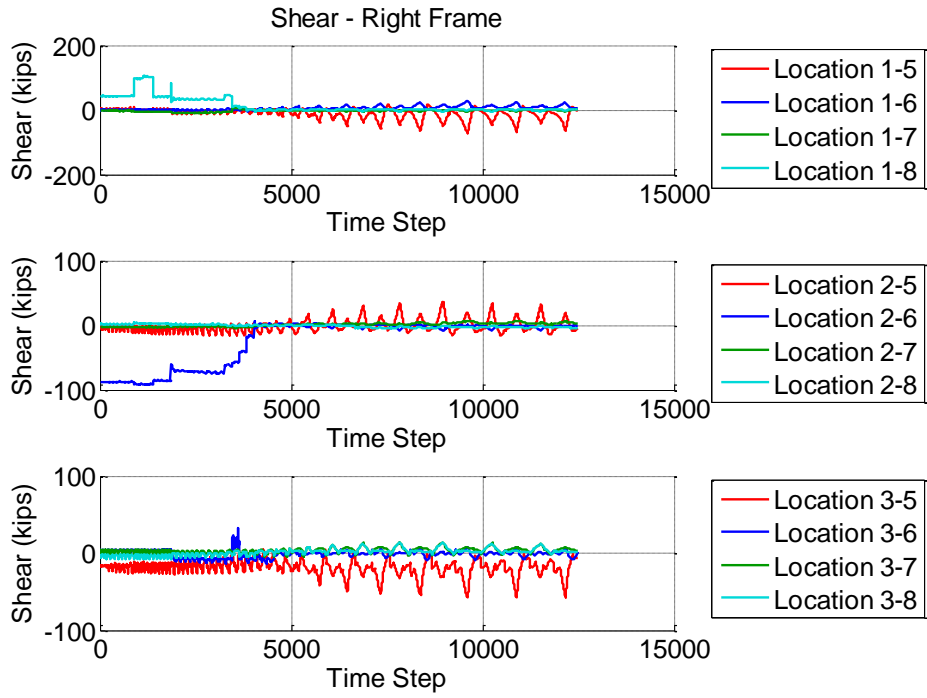 Shear - Right Frame
200
0
-200
Shear (kips)
0 5000 10000 15000
Time Step
Location 1-5
Location 1-6
Location 1-7
Location 1-8
100
0
-100
Shear (kips)
0 5000 10000 15000
Time Step
Location 2-5
Location 2-6
Location 2-7
Location 2-8
100
0
-100
Shear (kips)
0 5000 10000 15000
Time Step
Location 3-5
Location 3-6
Location 3-7
Location 3-8